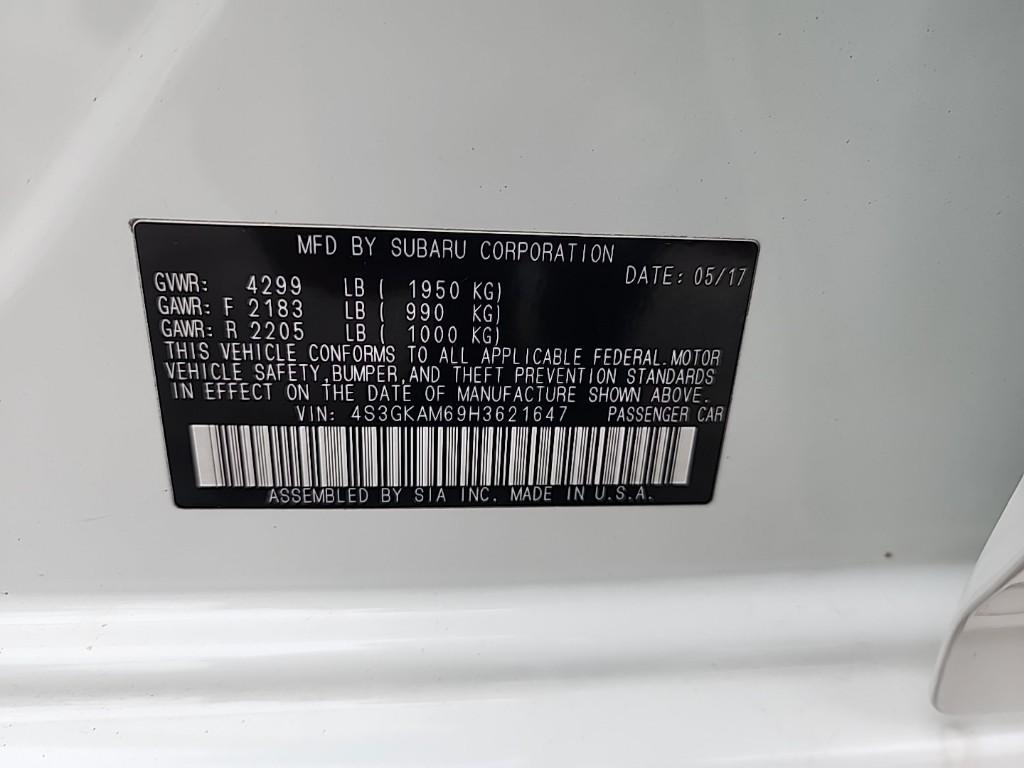 MFD BY SUBARU CORPORATION
DATE: 05/17
GVWR: 4299 LB ( 1950 KG)
GAWR: F 2183 LB ( 990 KG)
GAWR: R 2205 LB ( 1000 KG)
THIS VEHICLE CONFORMS TO ALL APPLICABLE FEDERAL.MOTOR
VEHICLE SAFETY,BUMPER,AND THEFT PREVENTION STANDARDS
IN EFFECT ON THE DATE OF MANUFACTURE SHOWN ABOVE.
VIN: 4S3GKAM69H3621647 PASSENGER CAR
ASSEMBLED BY SIA INC. MADE IN U.S.A.